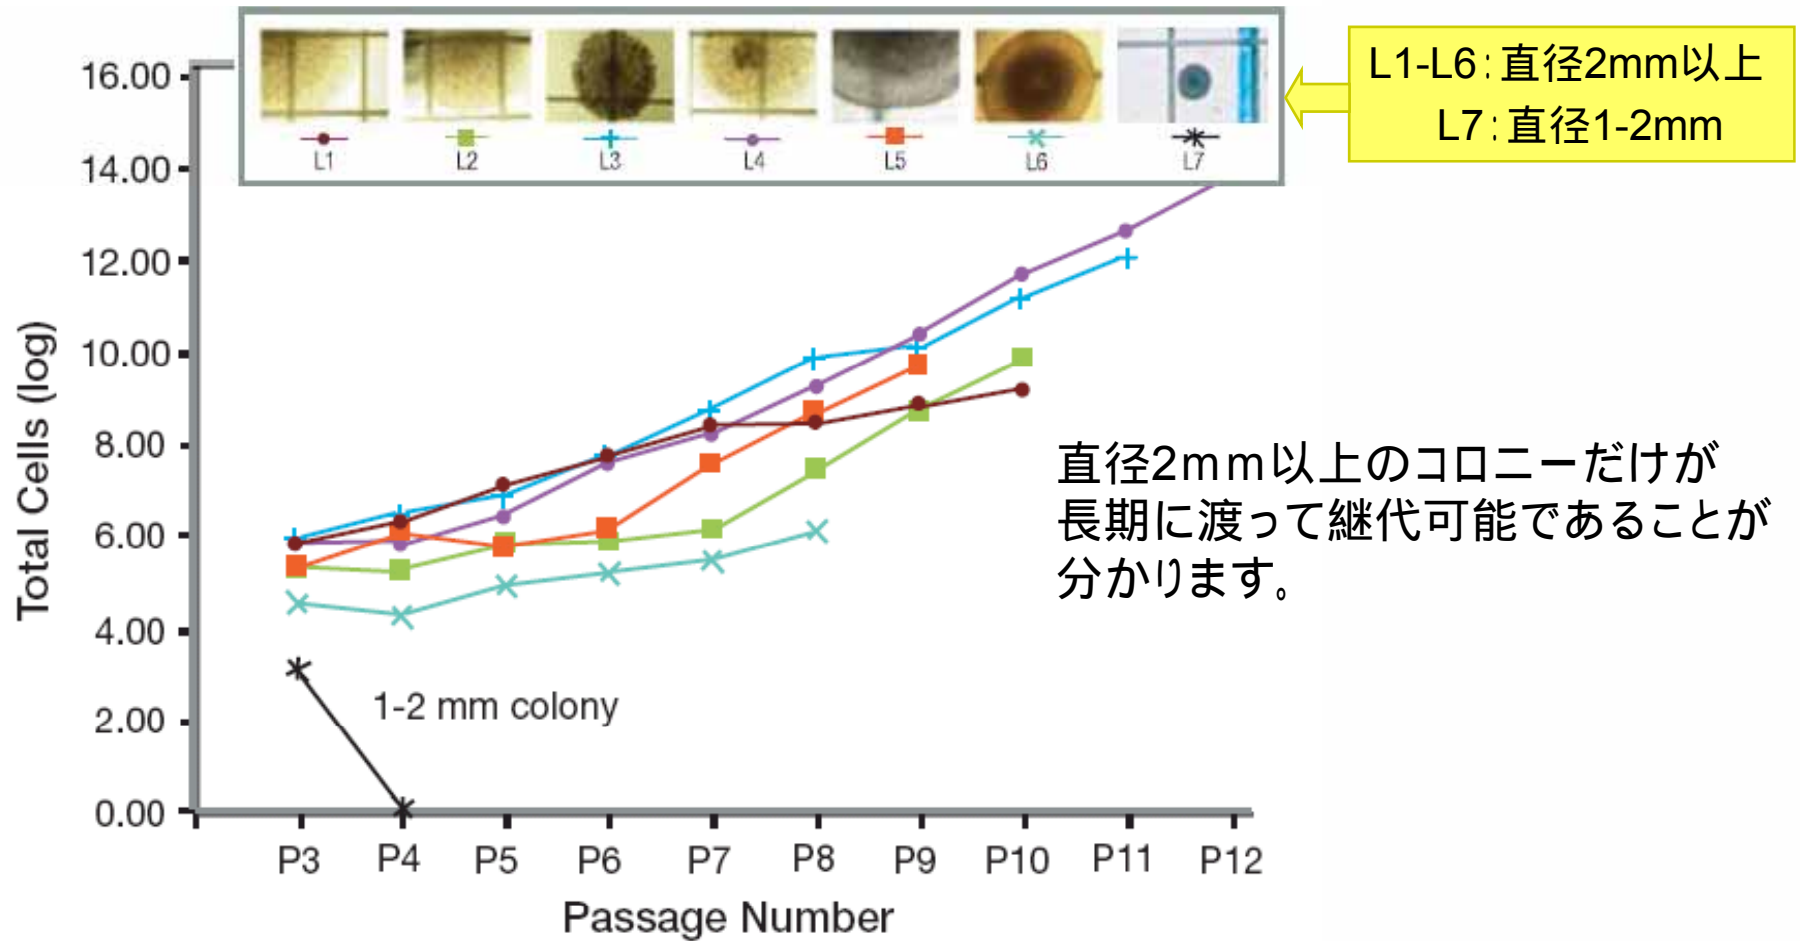 L1
L2
L3
L4
L5
L6
L7
L1-L6:直径2mm以上
L7:直径1-2mm
16.00
14.00
12.00
10.00
8.00
6.00
4.00
2.00
0.00
Total Cells (log)
直径2mm以上のコロニーだけが
長期に渡って継代可能であることが
分かります。
1-2 mm colony
P3 P4 P5 P6 P7 P8 P9 P10 P11 P12
Passage Number